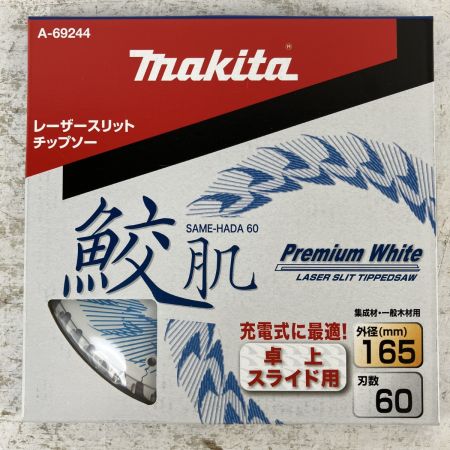 A-69244
makita®
レーザースリット
チップソー
鮫肌
SAME-HADA 60
Premium White
LASER SLIT TIPPEDSAW
集成材・一般木材用
充電式に最適!
卓上
スライド用
外径(mm)
165
刃数
60